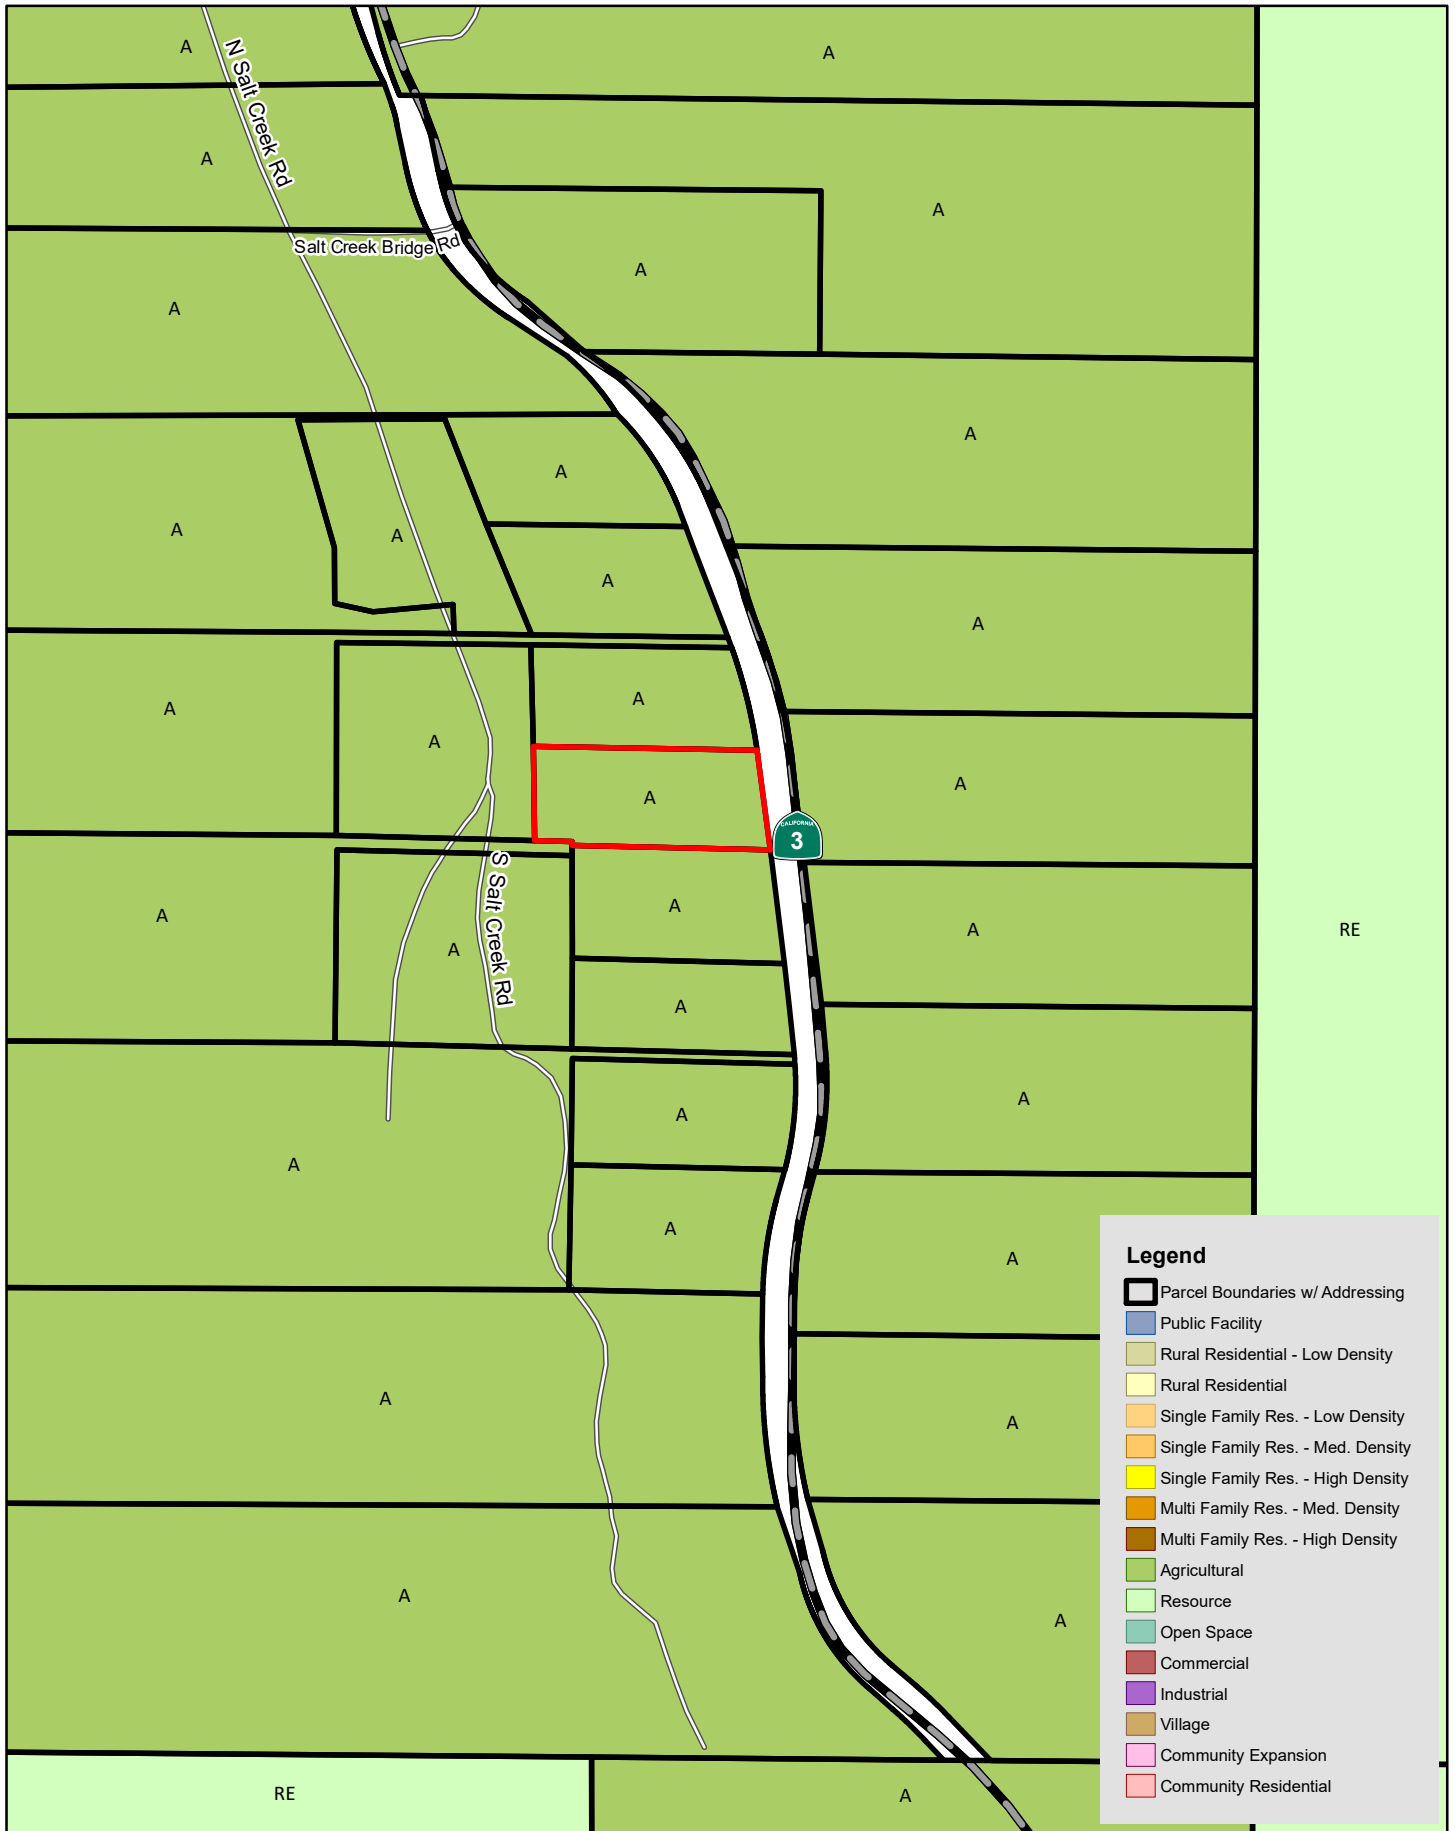 A
A
N Salt Creek Rd
A
A
Salt Creek Bridge Rd
A
A
A
A
A
A
A
A
A
A
A
A
A
A
CALIFORNIA
3
A
A
A
RE
S Salt Creek Rd
A
A
A
A
A
A
A
A
A
A
A
A
RE
A
Legend
Parcel Boundaries w/ Addressing
Public Facility
Rural Residential - Low Density
Rural Residential
Single Family Res. - Low Density
Single Family Res. - Med. Density
Single Family Res. - High Density
Multi Family Res. - Med. Density
Multi Family Res. - High Density
Agricultural
Resource
Open Space
Commercial
Industrial
Village
Community Expansion
Community Residential